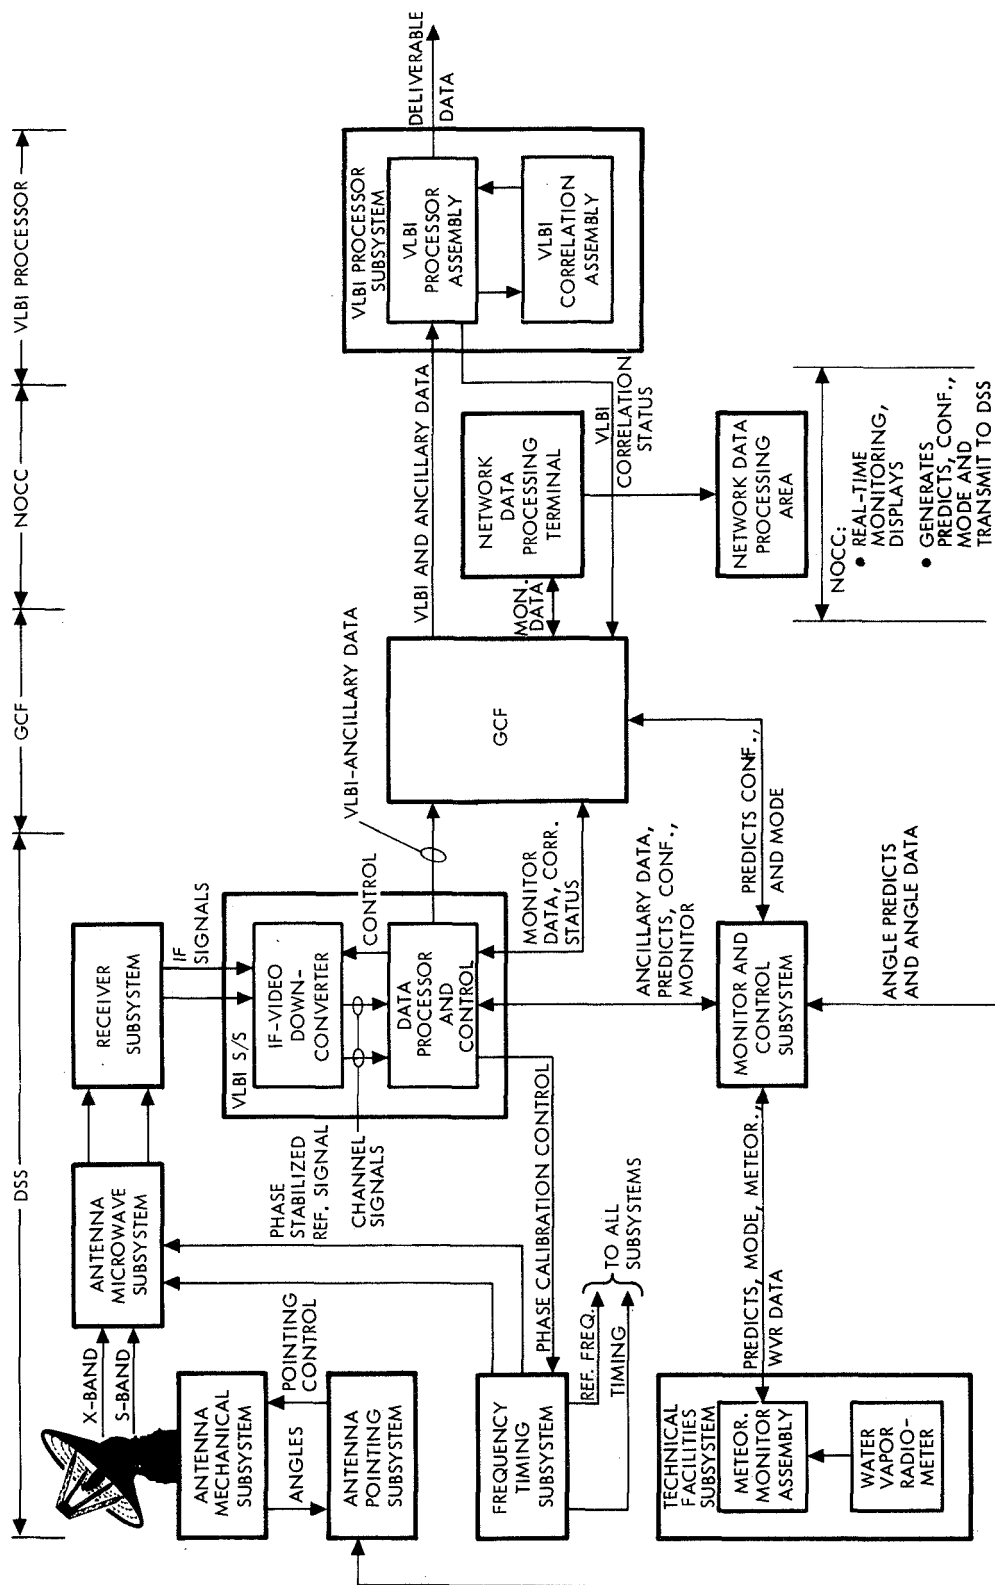 DSS
GCF
NOCC
VLBI PROCESSOR
X-BAND
S-BAND
ANTENNA
MICROWAVE
SUBSYSTEM
RECEIVER
SUBSYSTEM
IF
SIGNALS
ANTENNA
MECHANICAL
SUBSYSTEM
ANGLES
POINTING
CONTROL
ANTENNA
POINTING
SUBSYSTEM
PHASE
STABILIZED
REF. SIGNAL
CHANNEL
SIGNALS
VLBI S/S
IF-VIDEO
DOWN-
CONVERTER
CONTROL
DATA
PROCESSOR
AND
CONTROL
VLBI-ANCILLARY DATA
GCF
VLBI AND ANCILLARY DATA
VLBI PROCESSOR
SUBSYSTEM
VLBI
PROCESSOR
ASSEMBLY
VLBI
CORRELATION
ASSEMBLY
DELIVERABLE
DATA
MON.
DATA
NETWORK
DATA
PROCESSING
TERMINAL
VLBI
CORRELATION
STATUS
NETWORK DATA
PROCESSING
AREA
FREQUENCY
TIMING
SUBSYSTEM
PHASE CALIBRATION CONTROL
REF. FREQ.
TIMING
TO ALL
SUBSYSTEMS
MONITOR
DATA, CORR.
STATUS
ANCILLARY DATA,
PREDICTS, CONF.,
MONITOR
PREDICTS CONF.,
AND MODE
TECHNICAL
FACILITIES
SUBSYSTEM
METEOR.
MONITOR
ASSEMBLY
WATER
VAPOR
RADIO-
METER
PREDICTS, MODE, METEOR.,
WVR DATA
MONITOR AND
CONTROL
SUBSYSTEM
ANGLE PREDICTS
AND ANGLE DATA
NOCC:
● REAL-TIME
MONITORING,
DISPLAYS
● GENERATES
PREDICTS, CONF.,
MODE AND
TRANSMIT TO DSS